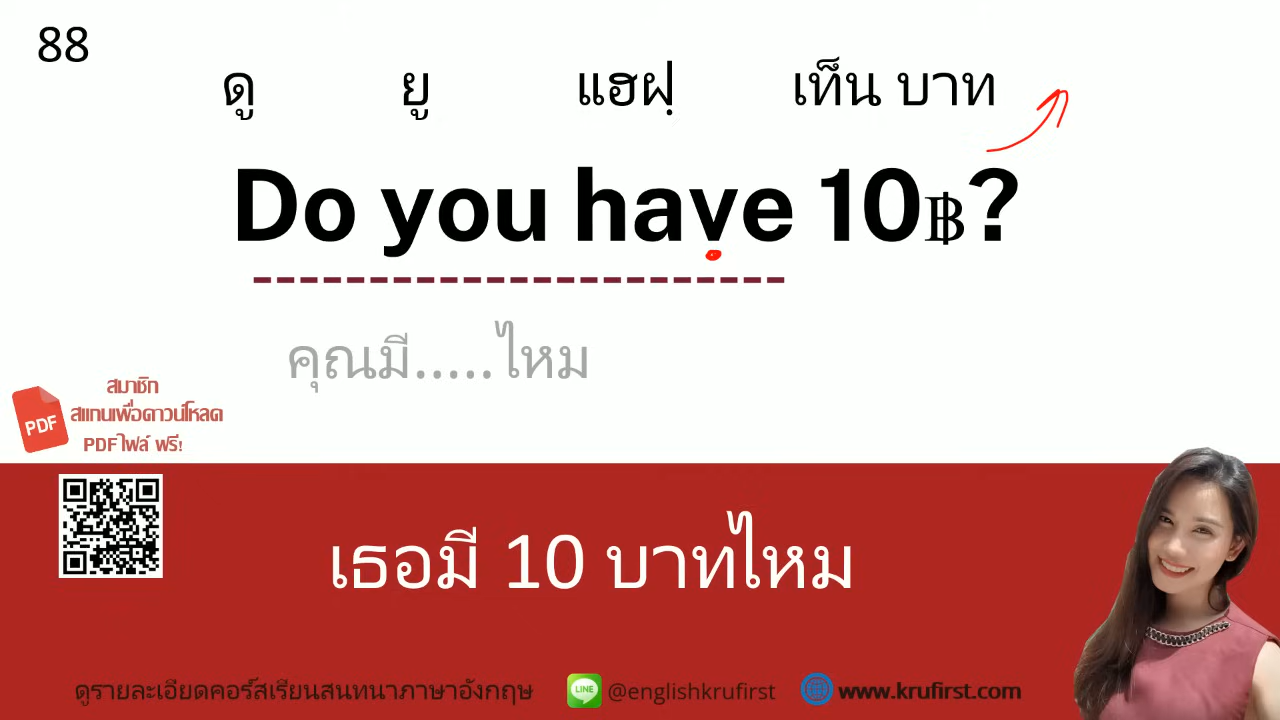 88
ดู ยู แฮฝฺ เท็น บาท
Do you have 10฿?
คุณมี.....ไหม
สมาชิก
สแกนเพื่อดาวน์โหลด
PDFไฟล์ ฟรี!
PDF
เธอมี 10 บาทไหม
ดูรายละเอียดคอร์สเรียนสนทนาภาษาอังกฤษ LINE @englishkrufirst www.krufirst.com